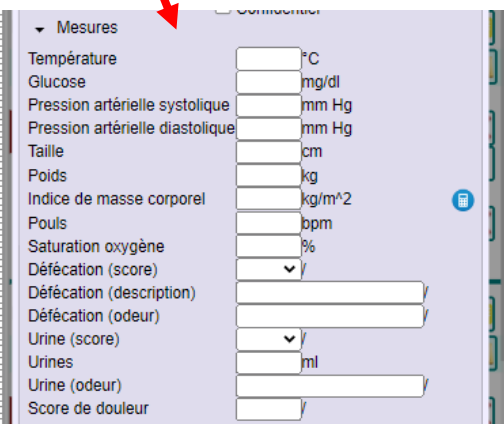 Confidentiel
Mesures
Température °C
Glucose mg/dl
Pression artérielle systolique mm Hg
Pression artérielle diastolique mm Hg
Taille cm
Poids kg
Indice de masse corporel kg/m^2
Pouls bpm
Saturation oxygène %
Défécation (score) /
Défécation (description) /
Défécation (odeur) /
Urine (score) /
Urines ml
Urine (odeur) /
Score de douleur /